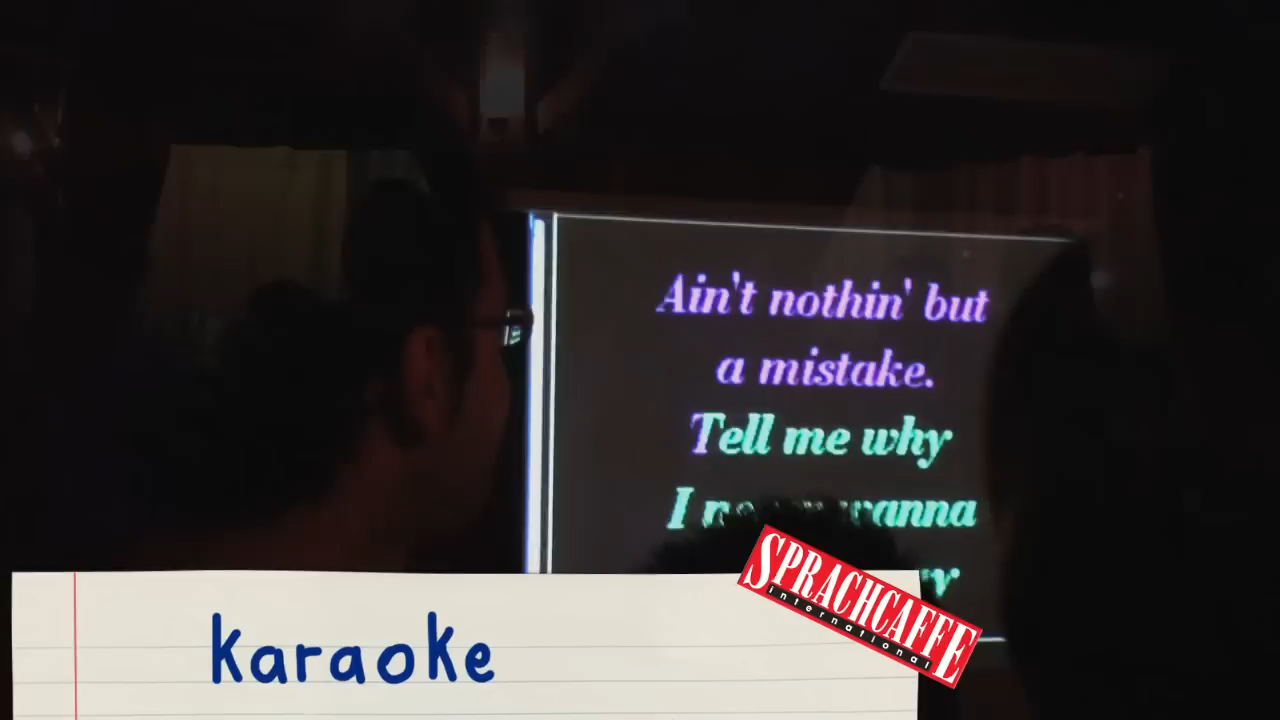 Ain't nothin' but
a mistake.
Tell me why
I wanna
karaoke
SPRACHCAFFE
international